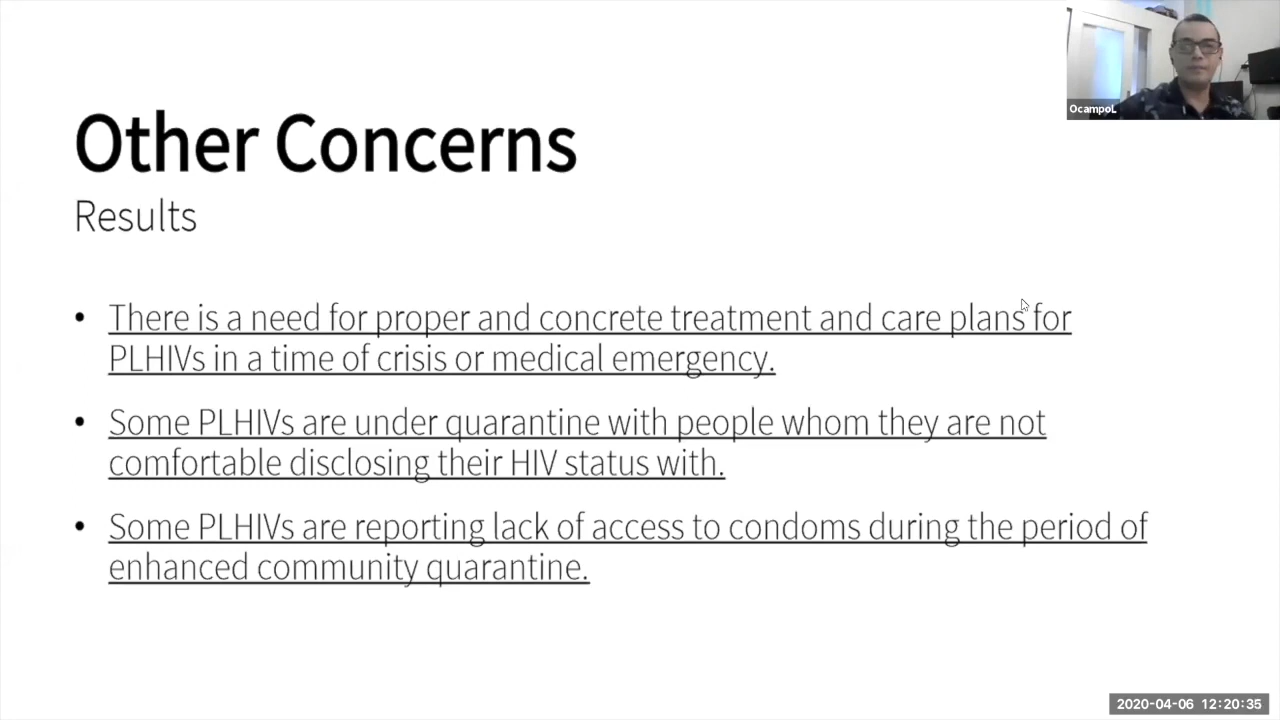 OcampoL
Other Concerns
Results
• There is a need for proper and concrete treatment and care plans for
PLHIVs in a time of crisis or medical emergency.
• Some PLHIVs are under quarantine with people whom they are not
comfortable disclosing their HIV status with.
• Some PLHIVs are reporting lack of access to condoms during the period of
enhanced community quarantine.
2020-04-06 12:20:35